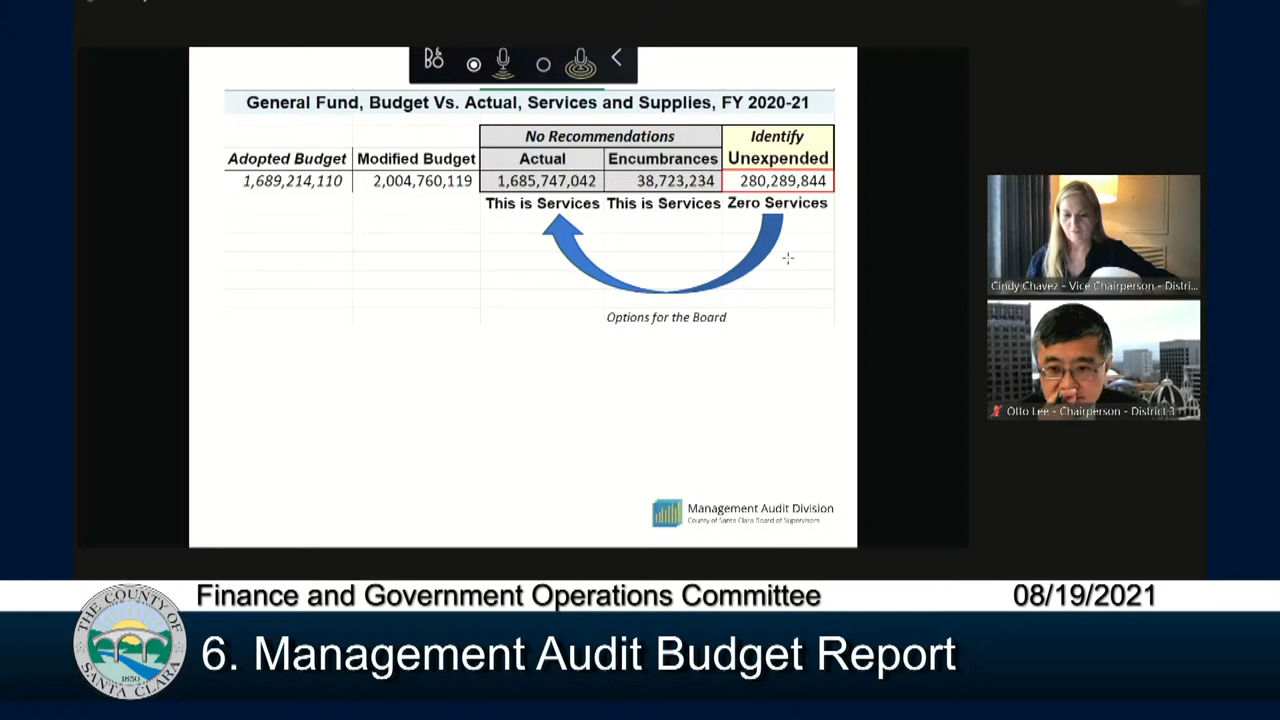 General Fund, Budget Vs. Actual, Services and Supplies, FY 2020-21
No Recommendations Identify
Adopted Budget Modified Budget Actual Encumbrances Unexpended
1,689,214,110 2,004,760,119 1,685,747,042 38,723,234 280,289,844
This is Services This is Services Zero Services
Options for the Board
Management Audit Division
County of Santa Clara Board of Supervisors
Cindy Chavez - Vice Chairperson - Distri...
Otto Lee - Chairperson - District 3
Finance and Government Operations Committee 08/19/2021
6. Management Audit Budget Report
THE COUNTY OF
SANTA CLARA
1850